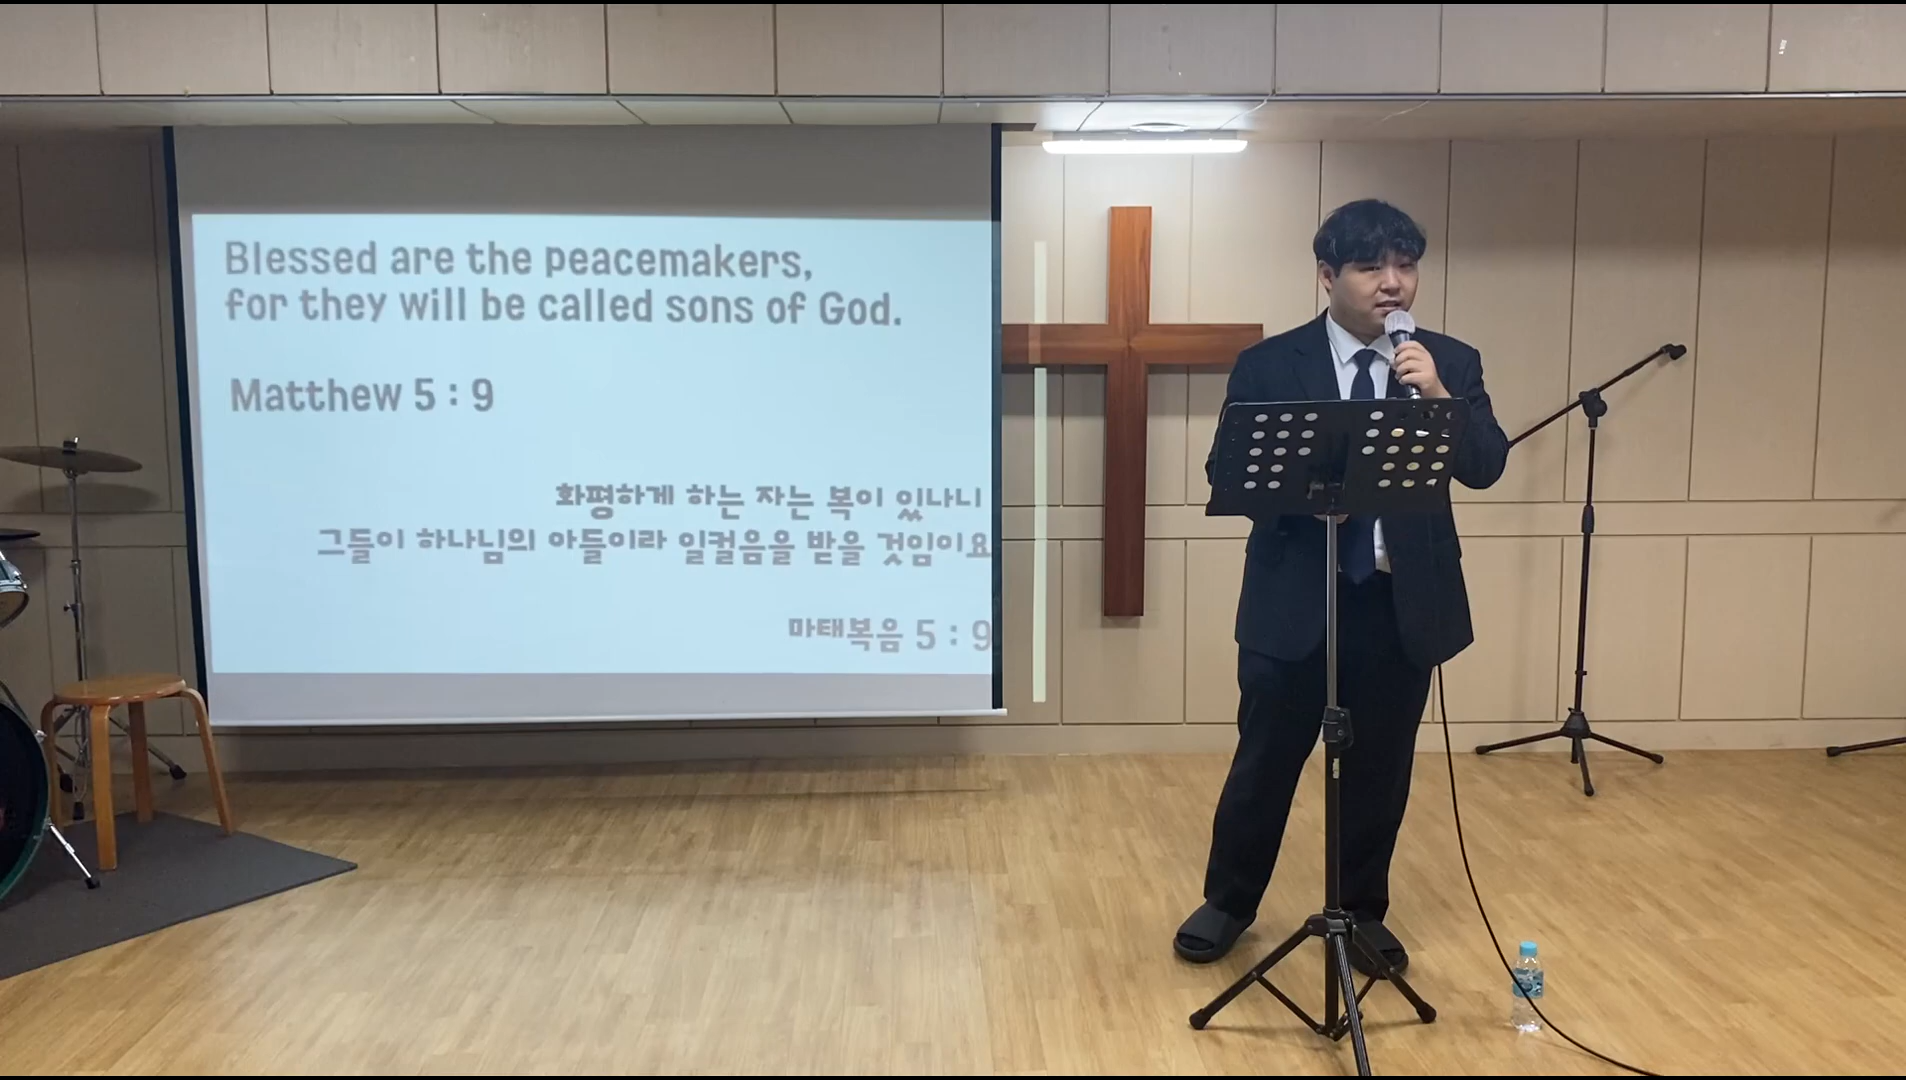 Blessed are the peacemakers,
for they will be called sons of God.
Matthew 5 : 9
화평하게 하는 자는 복이 있나니
그들이 하나님의 아들이라 일컬음을 받을 것임이요
마태복음 5 : 9